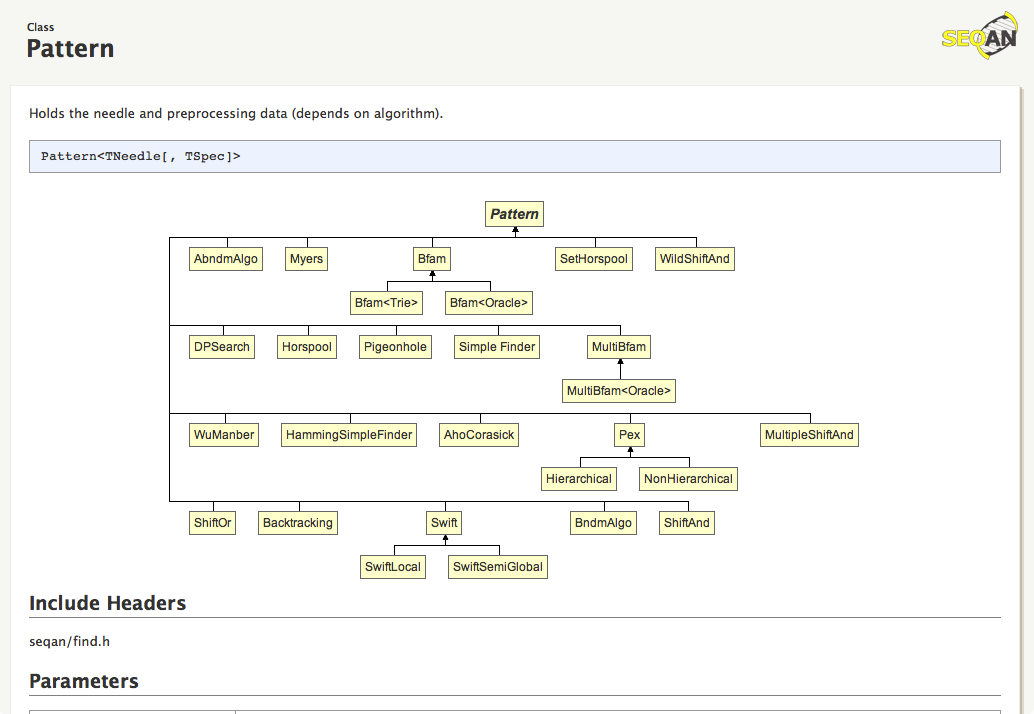 Class
Pattern
SEQAN
Holds the needle and preprocessing data (depends on algorithm).
Pattern<TNeedle[, TSpec]>
Pattern
AbndmAlgo Myers Bfam SetHorspool WildShiftAnd
Bfam<Trie> Bfam<Oracle>
DPSearch Horspool Pigeonhole Simple Finder MultiBfam
MultiBfam<Oracle>
WuManber HammingSimpleFinder AhoCorasick Pex MultipleShiftAnd
Hierarchical NonHierarchical
ShiftOr Backtracking Swift BndmAlgo ShiftAnd
SwiftLocal SwiftSemiGlobal
Include Headers
seqan/find.h
Parameters